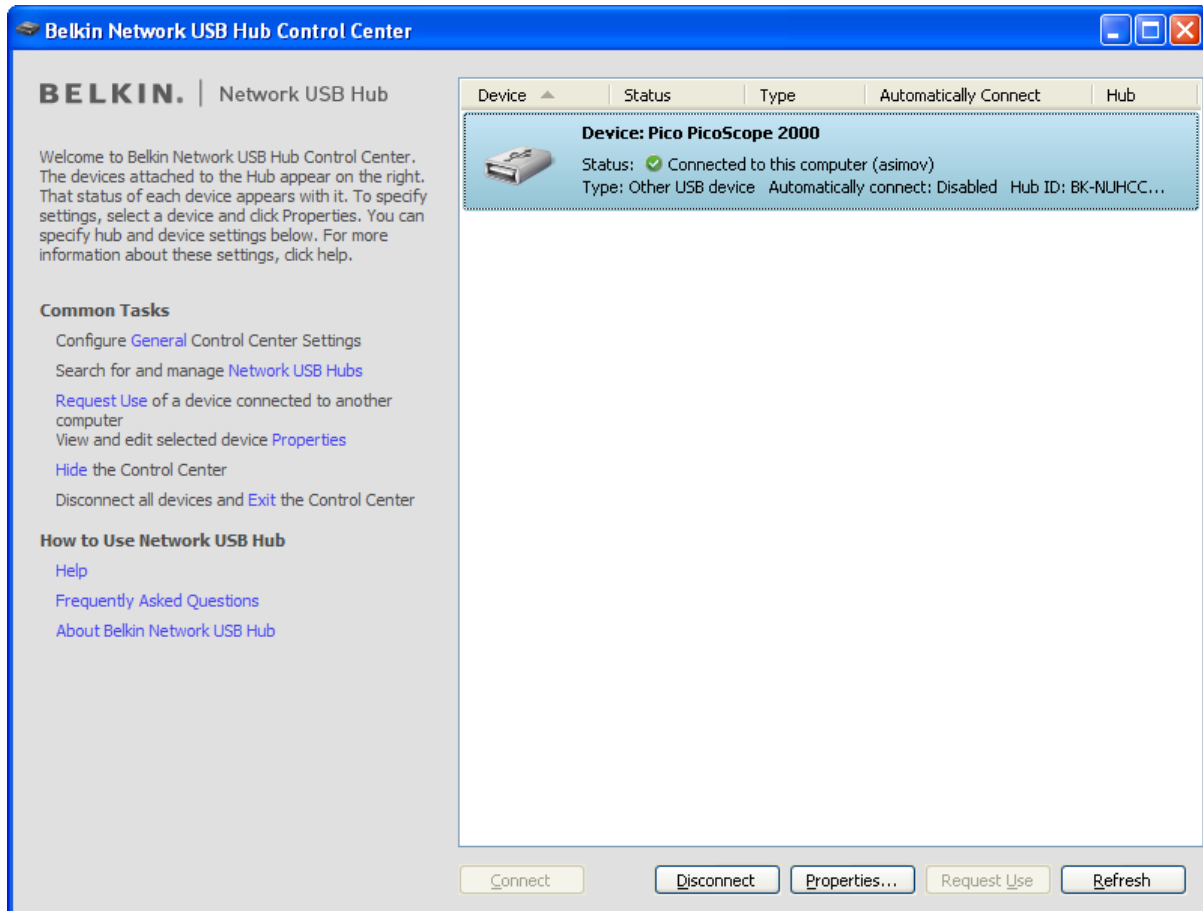 Belkin Network USB Hub Control Center
BELKIN. | Network USB Hub
Welcome to Belkin Network USB Hub Control Center.
The devices attached to the Hub appear on the right.
That status of each device appears with it. To specify
settings, select a device and click Properties. You can
specify hub and device settings below. For more
information about these settings, click help.
Common Tasks
Configure General Control Center Settings
Search for and manage Network USB Hubs
Request Use of a device connected to another
computer
View and edit selected device Properties
Hide the Control Center
Disconnect all devices and Exit the Control Center
How to Use Network USB Hub
Help
Frequently Asked Questions
About Belkin Network USB Hub
Device Status Type Automatically Connect Hub
Device: Pico PicoScope 2000
Status: Connected to this computer (asimov)
Type: Other USB device Automatically connect: Disabled Hub ID: BK-NUHCC...
Connect Disconnect Properties... Request Use Refresh